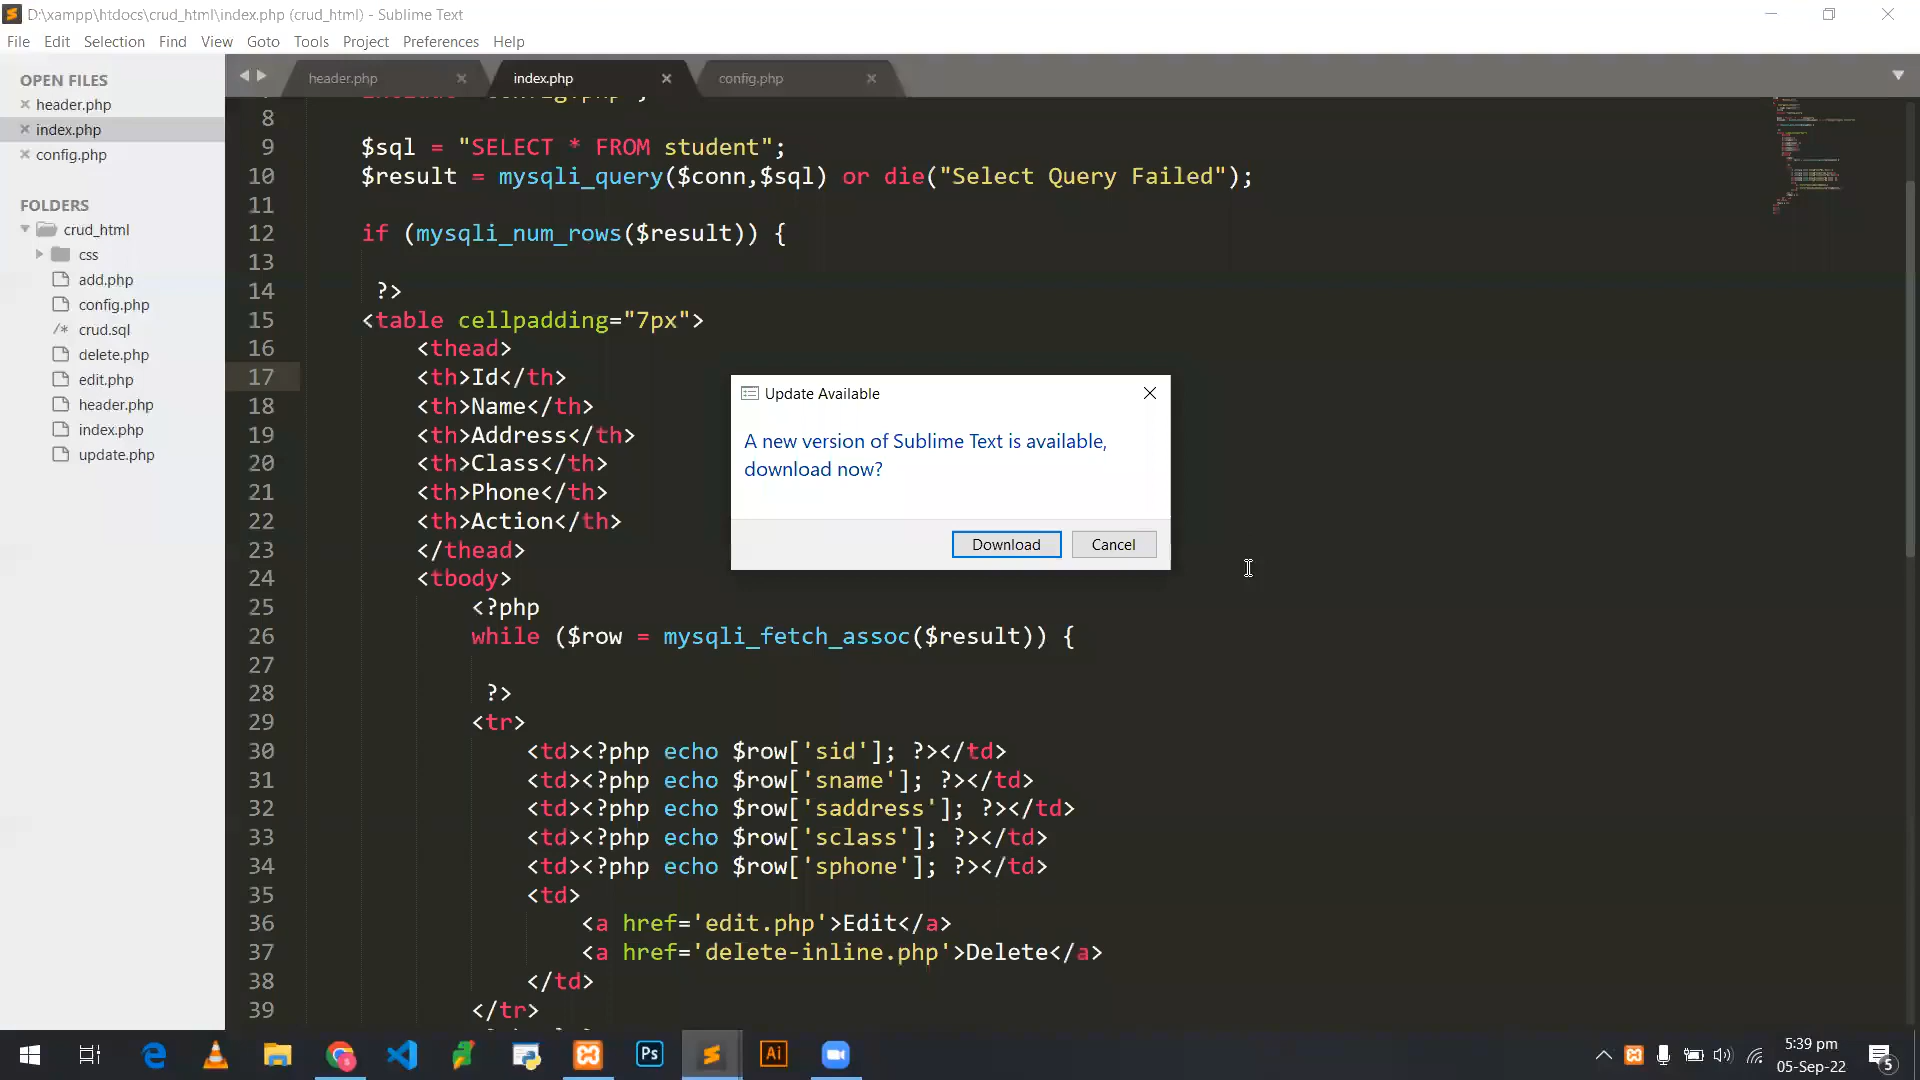 D:\xampp\htdocs\crud_html\index.php (crud_html) - Sublime Text
File Edit Selection Find View Goto Tools Project Preferences Help
OPEN FILES
header.php
index.php
config.php
FOLDERS
crud_html
css
add.php
config.php
/* crud.sql
delete.php
edit.php
header.php
index.php
update.php
header.php index.php config.php
8
9 $sql = "SELECT * FROM student";
10 $result = mysqli_query($conn,$sql) or die("Select Query Failed");
11
12 if (mysqli_num_rows($result)) {
13
14 ?>
15 <table cellpadding="7px">
16 <thead>
17 <th>Id</th>
18 <th>Name</th>
19 <th>Address</th>
20 <th>Class</th>
21 <th>Phone</th>
22 <th>Action</th>
23 </thead>
24 <tbody>
25 <?php
26 while ($row = mysqli_fetch_assoc($result)) {
27
28 ?>
29 <tr>
30 <td><?php echo $row['sid']; ?></td>
31 <td><?php echo $row['sname']; ?></td>
32 <td><?php echo $row['saddress']; ?></td>
33 <td><?php echo $row['sclass']; ?></td>
34 <td><?php echo $row['sphone']; ?></td>
35 <td>
36 <a href='edit.php'>Edit</a>
37 <a href='delete-inline.php'>Delete</a>
38 </td>
39 </tr>
Update Available
A new version of Sublime Text is available,
download now?
Download Cancel
Ps
Ai
5:39 pm
05-Sep-22
5